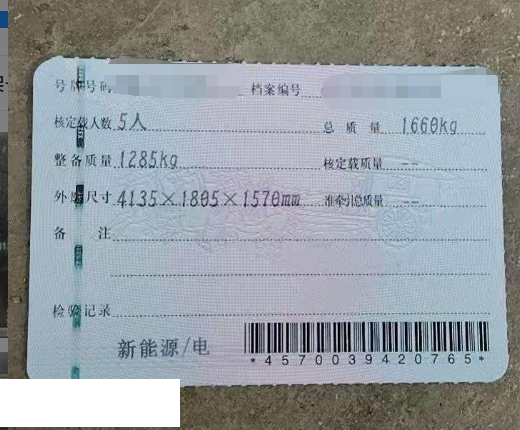 号牌号码 档案编号
核定载人数 5人 总质量 1660kg
整备质量 1285kg 核定载质量 --
外廓尺寸 4135×1805×1570mm 准牵引总质量 --
备注
检验记录
新能源/电
*4570039420765*